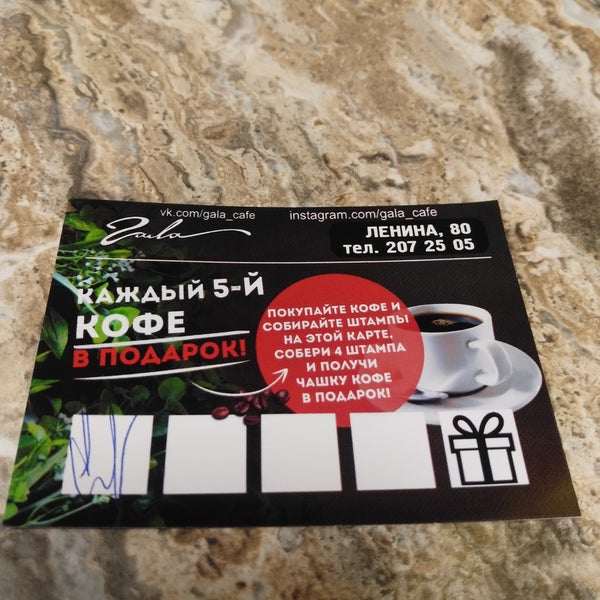 vk.com/gala_cafe
instagram.com/gala_cafe
Gala
ЛЕНИНА, 80
тел. 207 25 05
КАЖДЫЙ 5-Й
КОФЕ
В ПОДАРОК!
ПОКУПАЙТЕ КОФЕ И
СОБИРАЙТЕ ШТАМПЫ
НА ЭТОЙ КАРТЕ,
СОБЕРИ 4 ШТАМПА
И ПОЛУЧИ
ЧАШКУ КОФЕ
В ПОДАРОК!